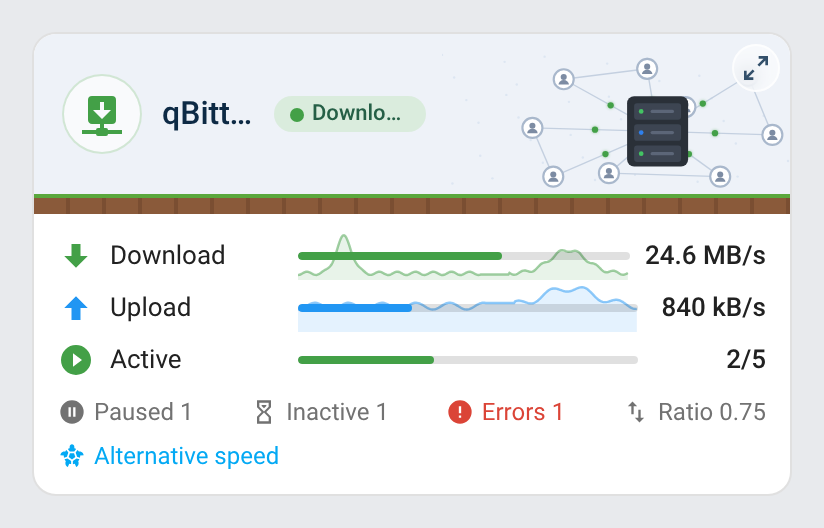 qBitt...
Downlo...
Download 24.6 MB/s
Upload 840 kB/s
Active 2/5
Paused 1 Inactive 1 Errors 1 Ratio 0.75
Alternative speed